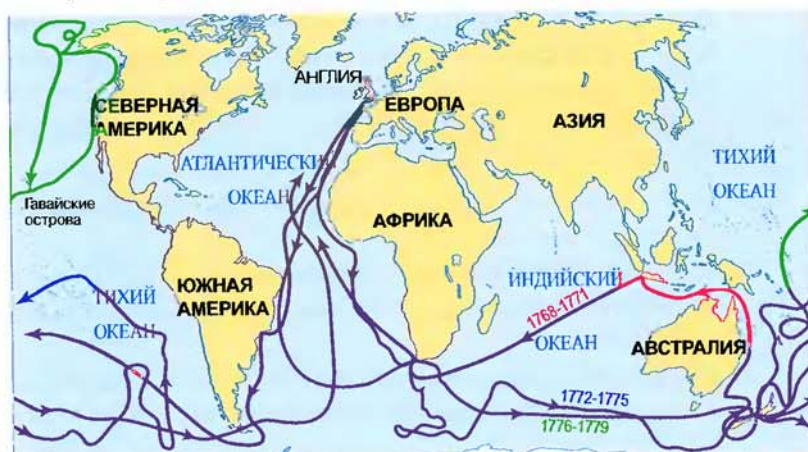 АНГЛИЯ
СЕВЕРНАЯ
АМЕРИКА
ЕВРОПА
АЗИЯ
АТЛАНТИЧЕСКИЙ
ОКЕАН
ТИХИЙ
ОКЕАН
Гавайские
острова
АФРИКА
ЮЖНАЯ
АМЕРИКА
ТИХИЙ
ОКЕАН
ИНДИЙСКИЙ
ОКЕАН
1768-1771
АВСТРАЛИЯ
1772-1775
1776-1779